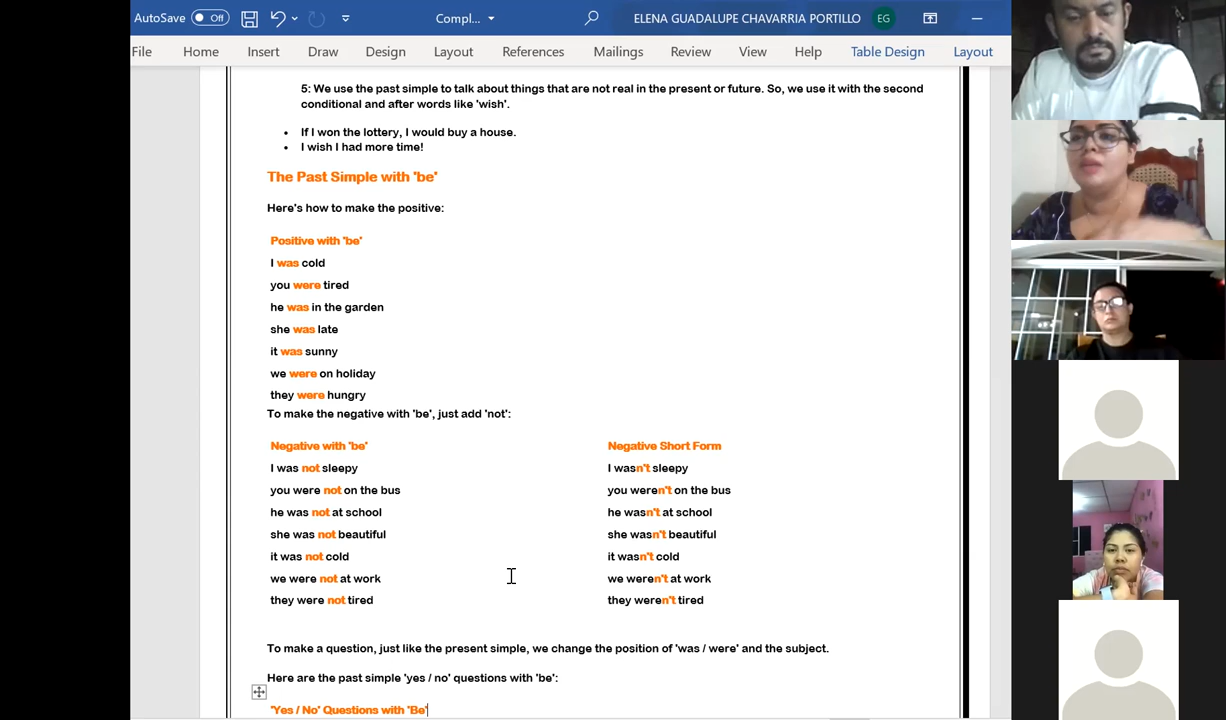 AutoSave Off Compl... ELENA GUADALUPE CHAVARRIA PORTILLO EG
File Home Insert Draw Design Layout References Mailings Review View Help Table Design Layout
5: We use the past simple to talk about things that are not real in the present or future. So, we use it with the second
conditional and after words like 'wish'.
• If I won the lottery, I would buy a house.
• I wish I had more time!
The Past Simple with 'be'
Here's how to make the positive:
Positive with 'be'
I was cold
you were tired
he was in the garden
she was late
it was sunny
we were on holiday
they were hungry
To make the negative with 'be', just add 'not':
Negative with 'be' Negative Short Form
I was not sleepy I wasn't sleepy
you were not on the bus you weren't on the bus
he was not at school he wasn't at school
she was not beautiful she wasn't beautiful
it was not cold it wasn't cold
we were not at work we weren't at work
they were not tired they weren't tired
To make a question, just like the present simple, we change the position of 'was / were' and the subject.
Here are the past simple 'yes / no' questions with 'be':
'Yes / No' Questions with 'Be'